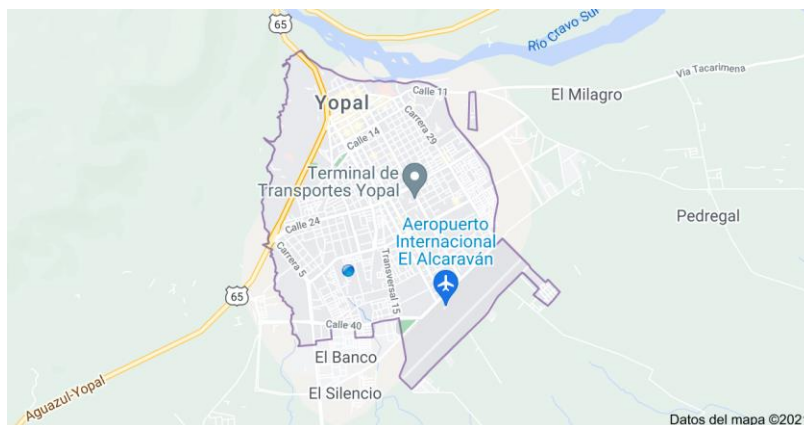 65
Río Cravo Sur
Vía Tacarimena
Calle 11
El Milagro
Yopal
Carrera 29
Calle 14
Terminal de
Transportes Yopal
Pedregal
Calle 24
Aeropuerto
Internacional
El Alcaraván
Carrera 5
Transversal 15
65
Calle 40
El Banco
El Silencio
Aguazul-Yopal
Datos del mapa ©202